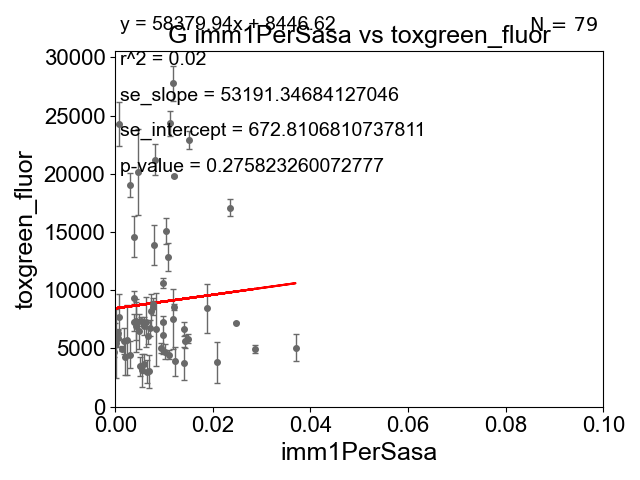 y = 58379.94x + 8446.62
N = 79
G imm1PerSasa vs toxgreen_fluor
r^2 = 0.02
se_slope = 53191.34684127046
se_intercept = 672.8106810737811
p-value = 0.275823260072777
30000
25000
20000
15000
10000
5000
0
toxgreen_fluor
0.00
0.02
0.04
0.06
0.08
0.10
imm1PerSasa